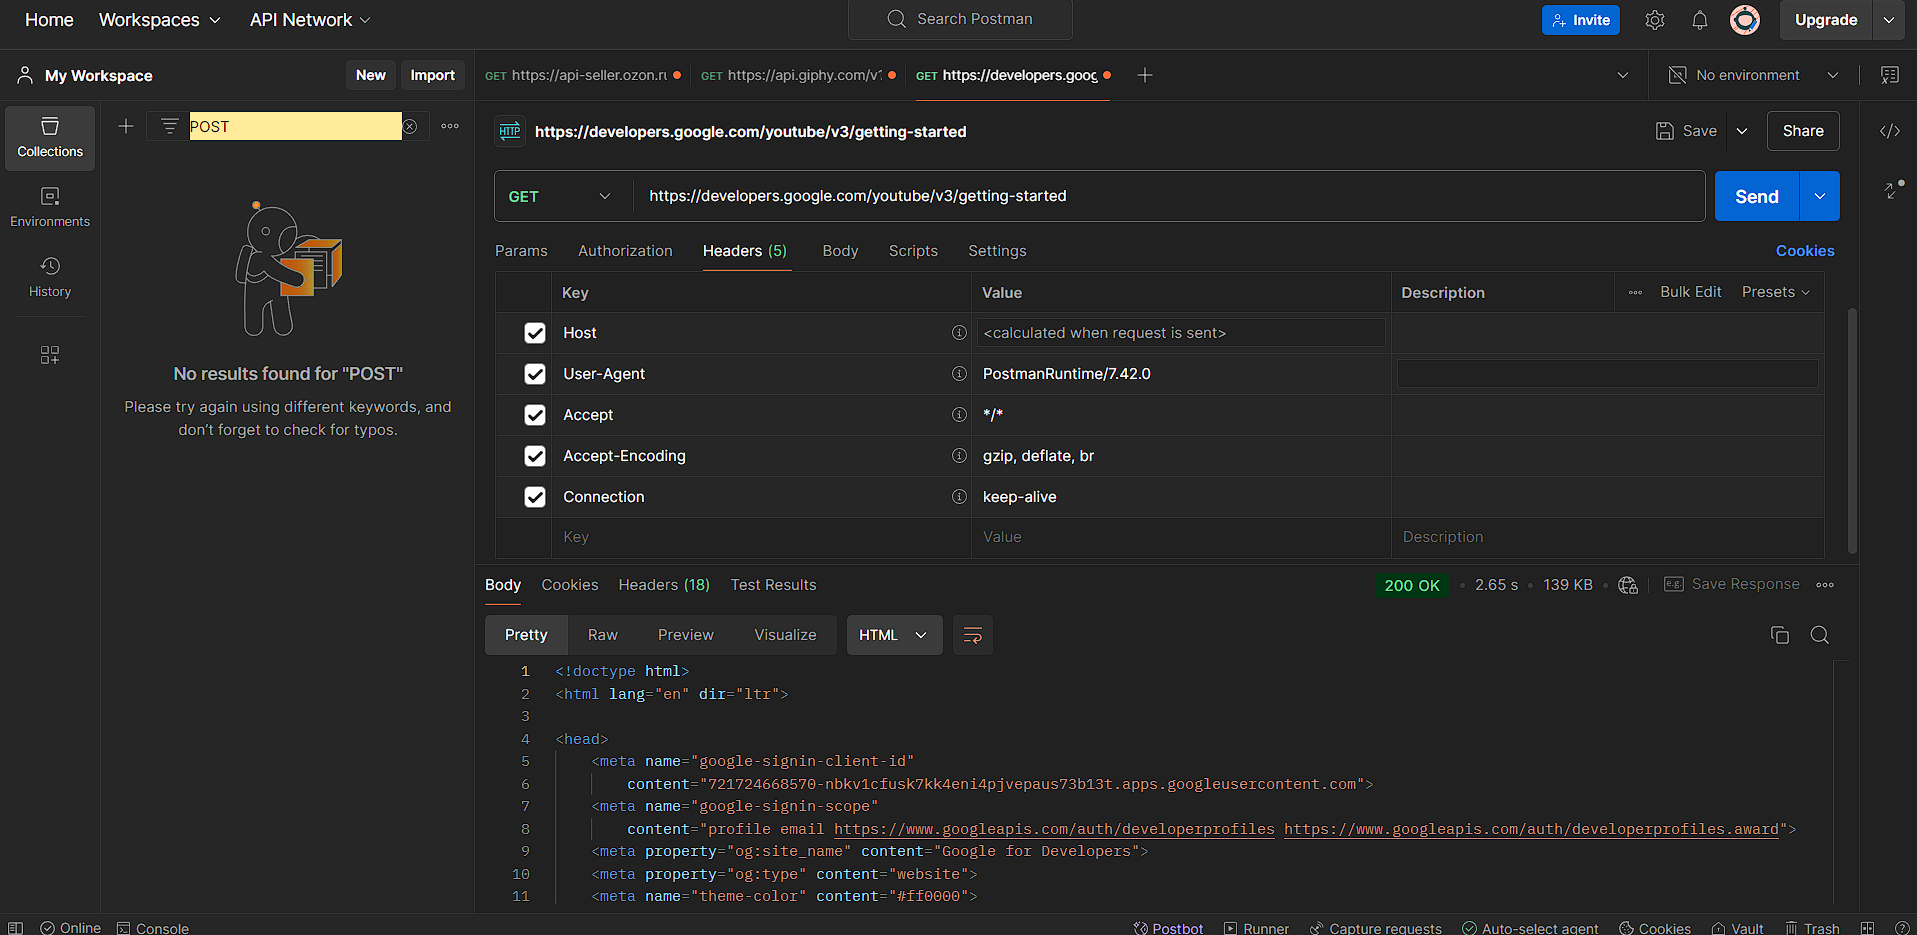 Home Workspaces API Network Search Postman Invite Upgrade
My Workspace New Import GET https://api-seller.ozon.ru GET https://api.giphy.com/v1 GET https://developers.goog No environment
POST
Collections
Environments
History
No results found for "POST"
Please try again using different keywords, and
don't forget to check for typos.
HTTP https://developers.google.com/youtube/v3/getting-started Save Share
GET https://developers.google.com/youtube/v3/getting-started Send
Params Authorization Headers (5) Body Scripts Settings Cookies
Key Value Description Bulk Edit Presets
Host <calculated when request is sent>
User-Agent PostmanRuntime/7.42.0
Accept */*
Accept-Encoding gzip, deflate, br
Connection keep-alive
Key Value Description
Body Cookies Headers (18) Test Results 200 OK 2.65 s 139 KB e.g. Save Response
Pretty Raw Preview Visualize HTML
1 <!doctype html>
2 <html lang="en" dir="ltr">
3
4 <head>
5 <meta name="google-signin-client-id"
6 content="721724668570-nbkv1cfusk7kk4eni4pjvepaus73b13t.apps.googleusercontent.com">
7 <meta name="google-signin-scope"
8 content="profile email https://www.googleapis.com/auth/developerprofiles https://www.googleapis.com/auth/developerprofiles.award">
9 <meta property="og:site_name" content="Google for Developers">
10 <meta property="og:type" content="website">
11 <meta name="theme-color" content="#ff0000">
Online Console Postbot Runner Capture requests Auto-select agent Cookies Vault Trash